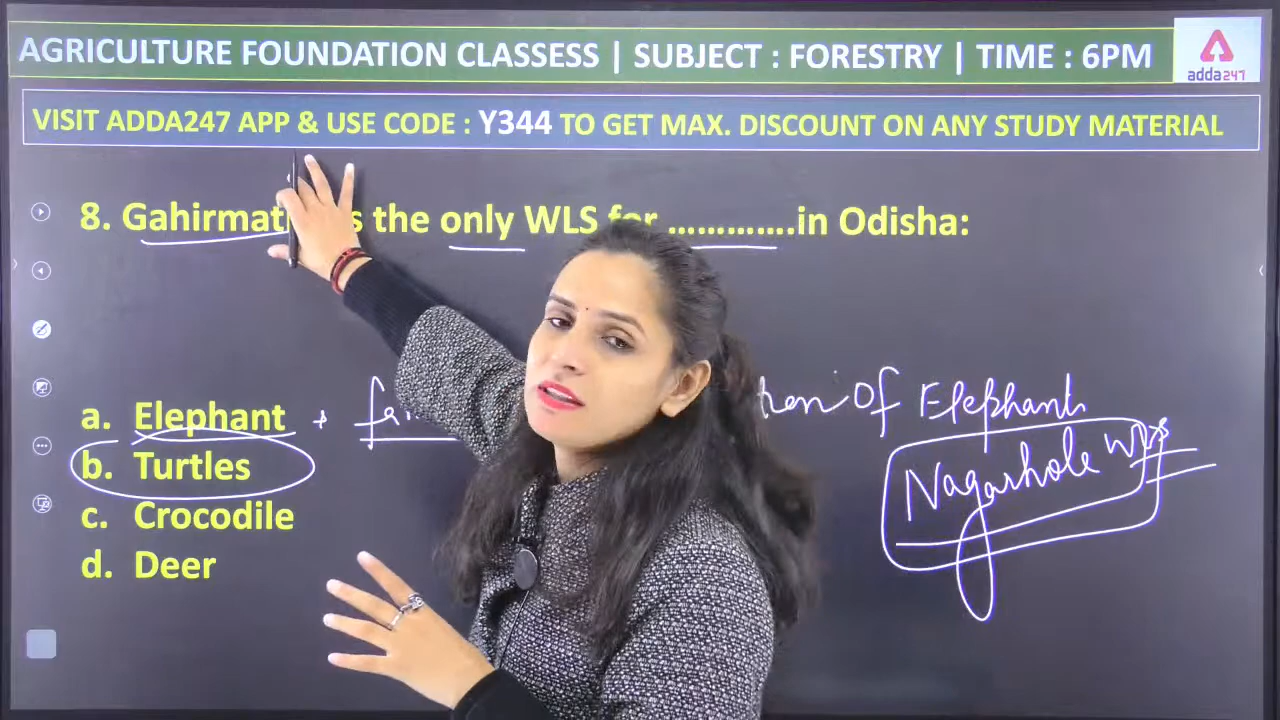 AGRICULTURE FOUNDATION CLASSESS | SUBJECT : FORESTRY | TIME : 6PM
adda247
VISIT ADDA247 APP & USE CODE : Y344 TO GET MAX. DISCOUNT ON ANY STUDY MATERIAL
8. Gahirmat s the only WLS for .............in Odisha:
a. Elephant + Of Elephant
b. Turtles
Nagarhole WLS
c. Crocodile
d. Deer